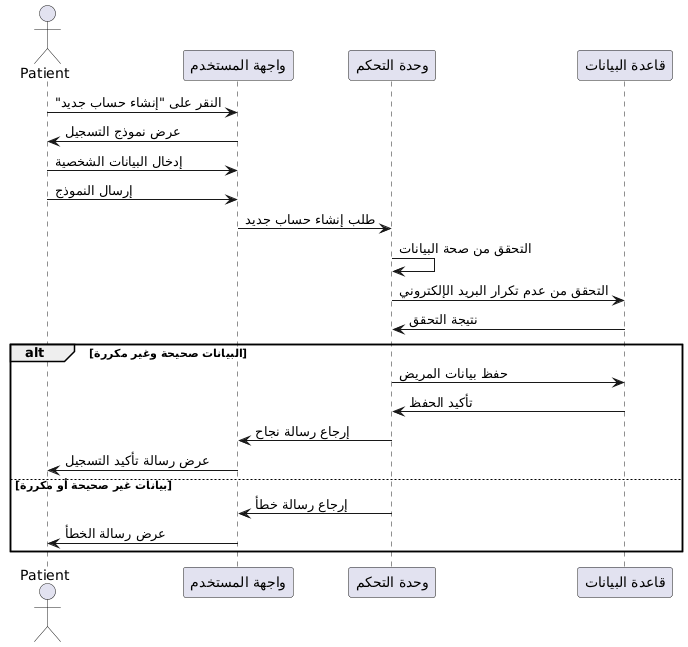 Patient
واجهة المستخدم
وحدة التحكم
قاعدة البيانات
النقر على "إنشاء حساب جديد"
عرض نموذج التسجيل
إدخال البيانات الشخصية
إرسال النموذج
طلب إنشاء حساب جديد
التحقق من صحة البيانات
التحقق من عدم تكرار البريد الإلكتروني
نتيجة التحقق
alt [البيانات صحيحة وغير مكررة]
حفظ بيانات المريض
تأكيد الحفظ
إرجاع رسالة نجاح
عرض رسالة تأكيد التسجيل
[بيانات غير صحيحة أو مكررة]
إرجاع رسالة خطأ
عرض رسالة الخطأ
Patient
واجهة المستخدم
وحدة التحكم
قاعدة البيانات